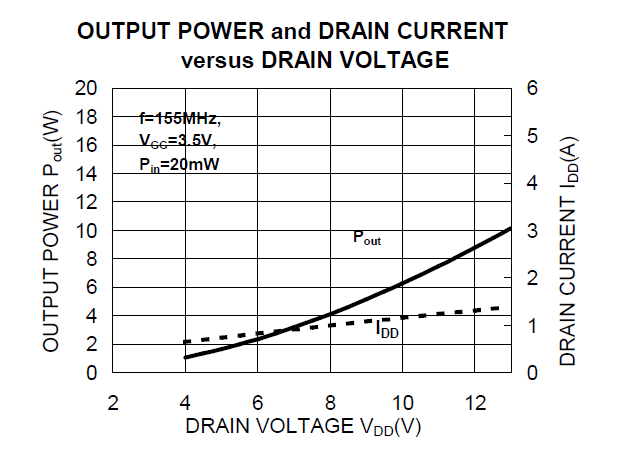 OUTPUT POWER and DRAIN CURRENT
versus DRAIN VOLTAGE
OUTPUT POWER Pout(W)
20
18
16
14
12
10
8
6
4
2
0
f=155MHz,
VGG=3.5V,
Pin=20mW
Pout
IDD
6
5
4
3
2
1
0
DRAIN CURRENT IDD(A)
2 4 6 8 10 12
DRAIN VOLTAGE VDD(V)